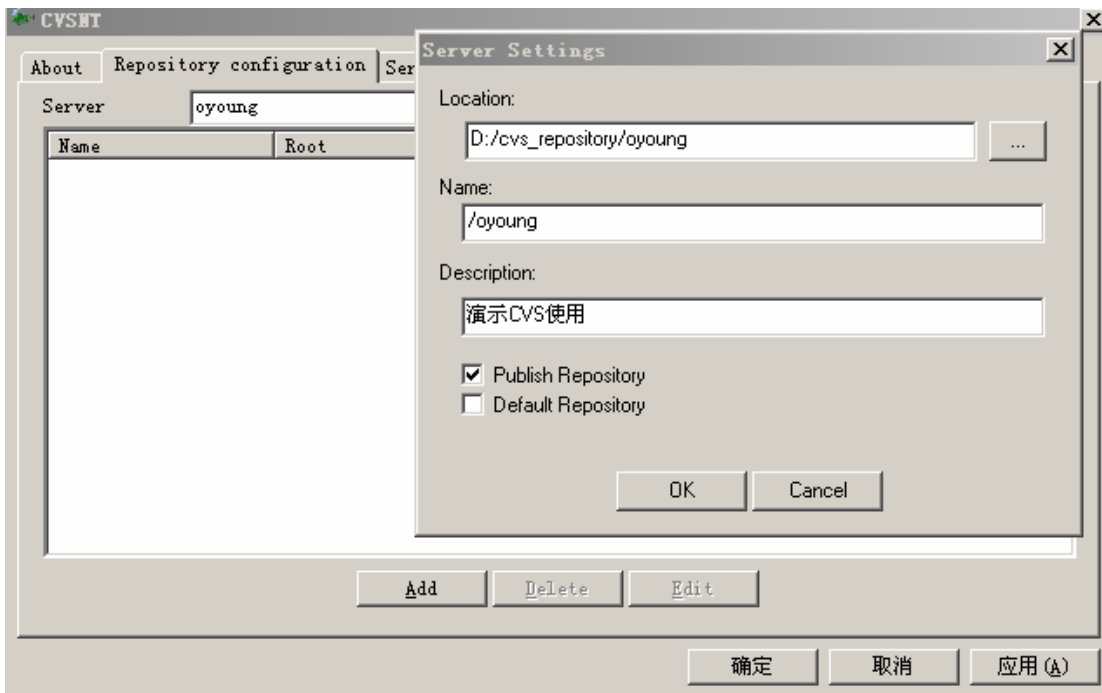 CVSNT
Server Settings
About
Repository configuration
Ser
Location:
Server
oyoung
D:/cvs_repository/oyoung
...
Name
Root
Name:
/oyoung
Description:
演示CVS使用
Publish Repository
Default Repository
OK
Cancel
Add
Delete
Edit
确定
取消
应用(A)